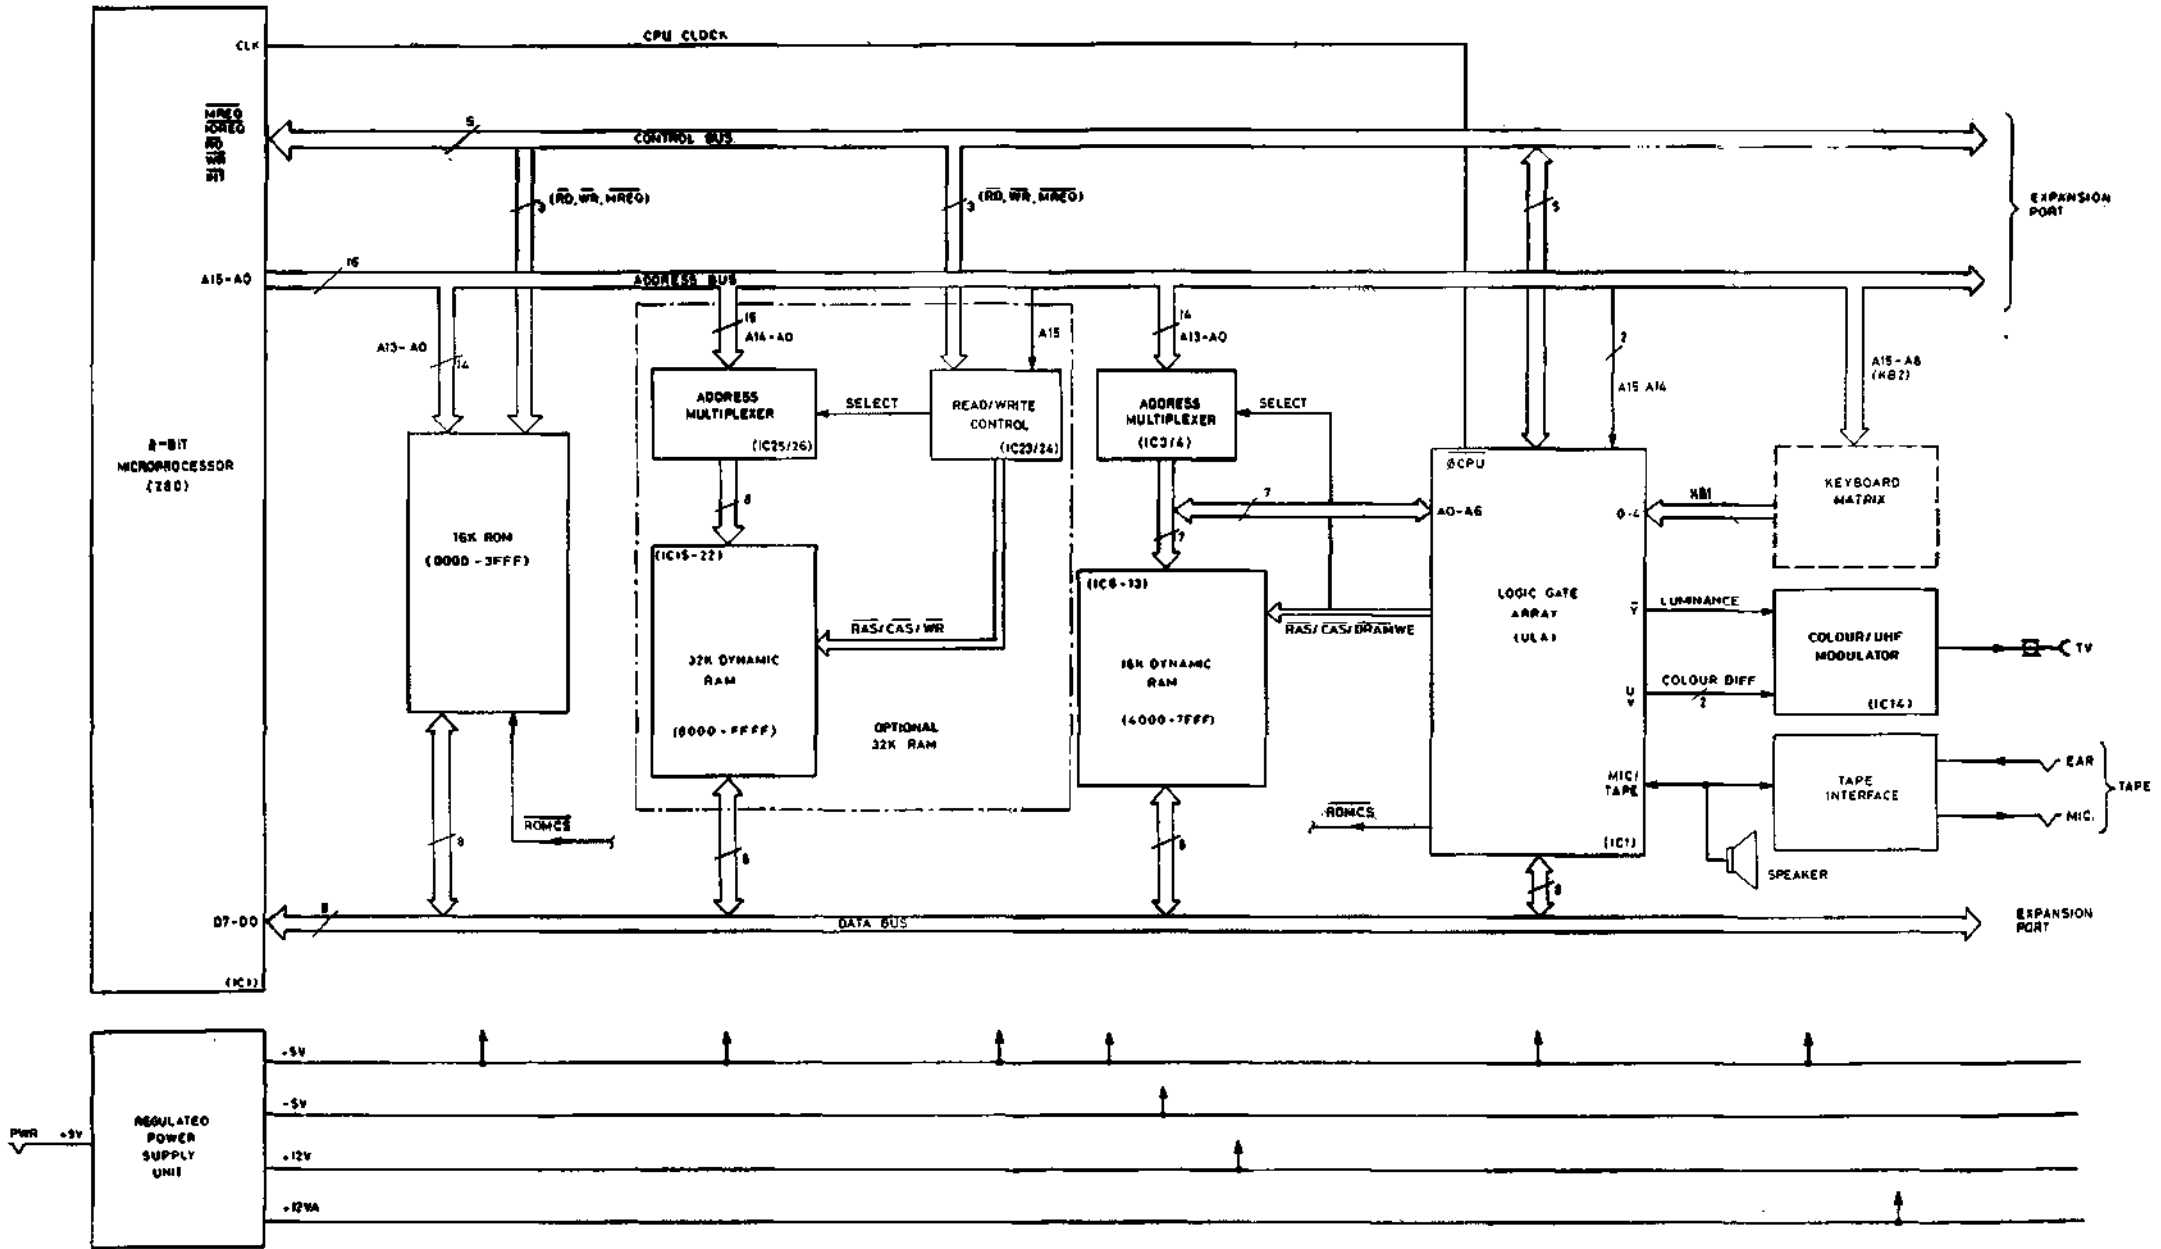 CLK
CPU CLOCK
MREQ
IOREQ
RD
WR
INT
5
CONTROL BUS
3 (RD, WR, MREQ)
3 (RD, WR, MREQ)
5
EXPANSION
PORT
A15-A0
16
ADDRESS BUS
A13-A0
14
15
A14-A0
A15
14
A13-A0
2
A15 A14
A15-A8
(KB2)
8-BIT
MICROPROCESSOR
(Z80)
ADDRESS
MULTIPLEXER
(IC25/26)
SELECT
READ/WRITE
CONTROL
(IC23/24)
ADDRESS
MULTIPLEXER
(IC3/4)
SELECT
ØCPU
KEYBOARD
MATRIX
KB1
8
7
A0-A6
0-4
7
16K ROM
(0000-3FFF)
(IC15-22)
32K DYNAMIC
RAM
(8000-FFFF)
RAS/CAS/WR
OPTIONAL
32K RAM
(IC6-13)
16K DYNAMIC
RAM
(4000-7FFF)
RAS/CAS/DRAMWE
LOGIC GATE
ARRAY
(ULA)
Y
LUMINANCE
U
V
COLOUR DIFF
2
COLOUR/UHF
MODULATOR
(IC14)
TV
MIC/
TAPE
TAPE
INTERFACE
EAR
MIC.
TAPE
ROMCS
ROMCS
(IC1)
SPEAKER
8
8
8
8
D7-D0
8
DATA BUS
EXPANSION
PORT
+5V
-5V
+12V
+12VA
PWR +9V
REGULATED
POWER
SUPPLY
UNIT